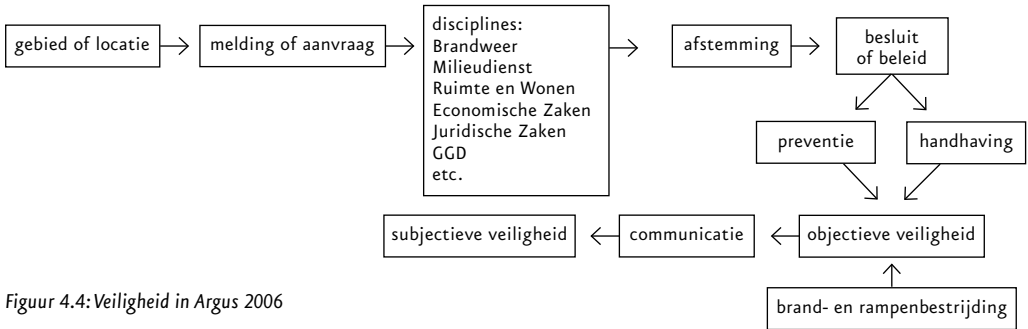 gebied of locatie
melding of aanvraag
disciplines:
Brandweer
Milieudienst
Ruimte en Wonen
Economische Zaken
Juridische Zaken
GGD
etc.
afstemming
besluit
of beleid
preventie
handhaving
subjectieve veiligheid
communicatie
objectieve veiligheid
brand- en rampenbestrijding
Figuur 4.4: Veiligheid in Argus 2006